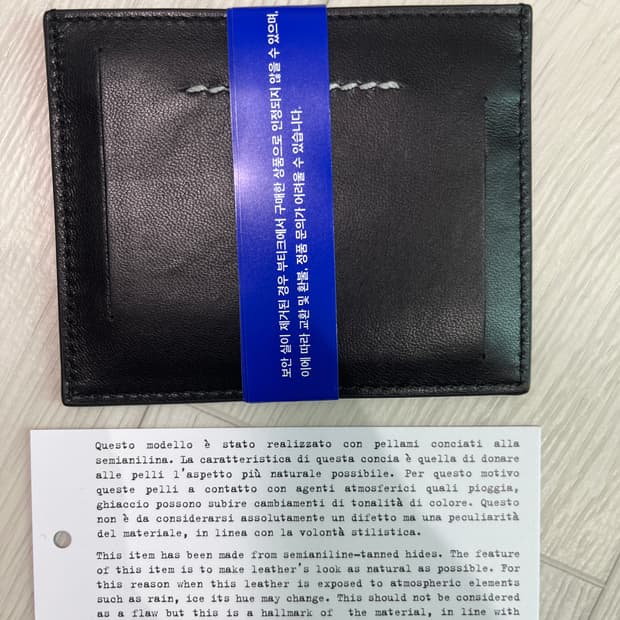 보안 실이 제거된 경우 부티크에서 구매한 상품으로 인정되지 않을 수 있으며,
이에 따라 교환 및 환불, 정품 문의가 어려울 수 있습니다.
Questo modello è stato realizzato con pellami conciati alla
semianilina. La caratteristica di questa concia è quella di donare
alle pelli l'aspetto più naturale possibile. Per questo motivo
queste pelli a contatto con agenti atmosferici quali pioggia,
ghiaccio possono subire cambiamenti di tonalità di colore. Questo
non è da considerarsi assolutamente un difetto ma una peculiarità
del materiale, in linea con la volontà stilistica.
This item has been made from semianiline-tanned hides. The feature
of this item is to make leather's look as natural as possible. For
this reason when this leather is exposed to atmospheric elements
such as rain, ice its hue may change. This should not be considered
as a flaw but this is a hallmark of the material, in line with